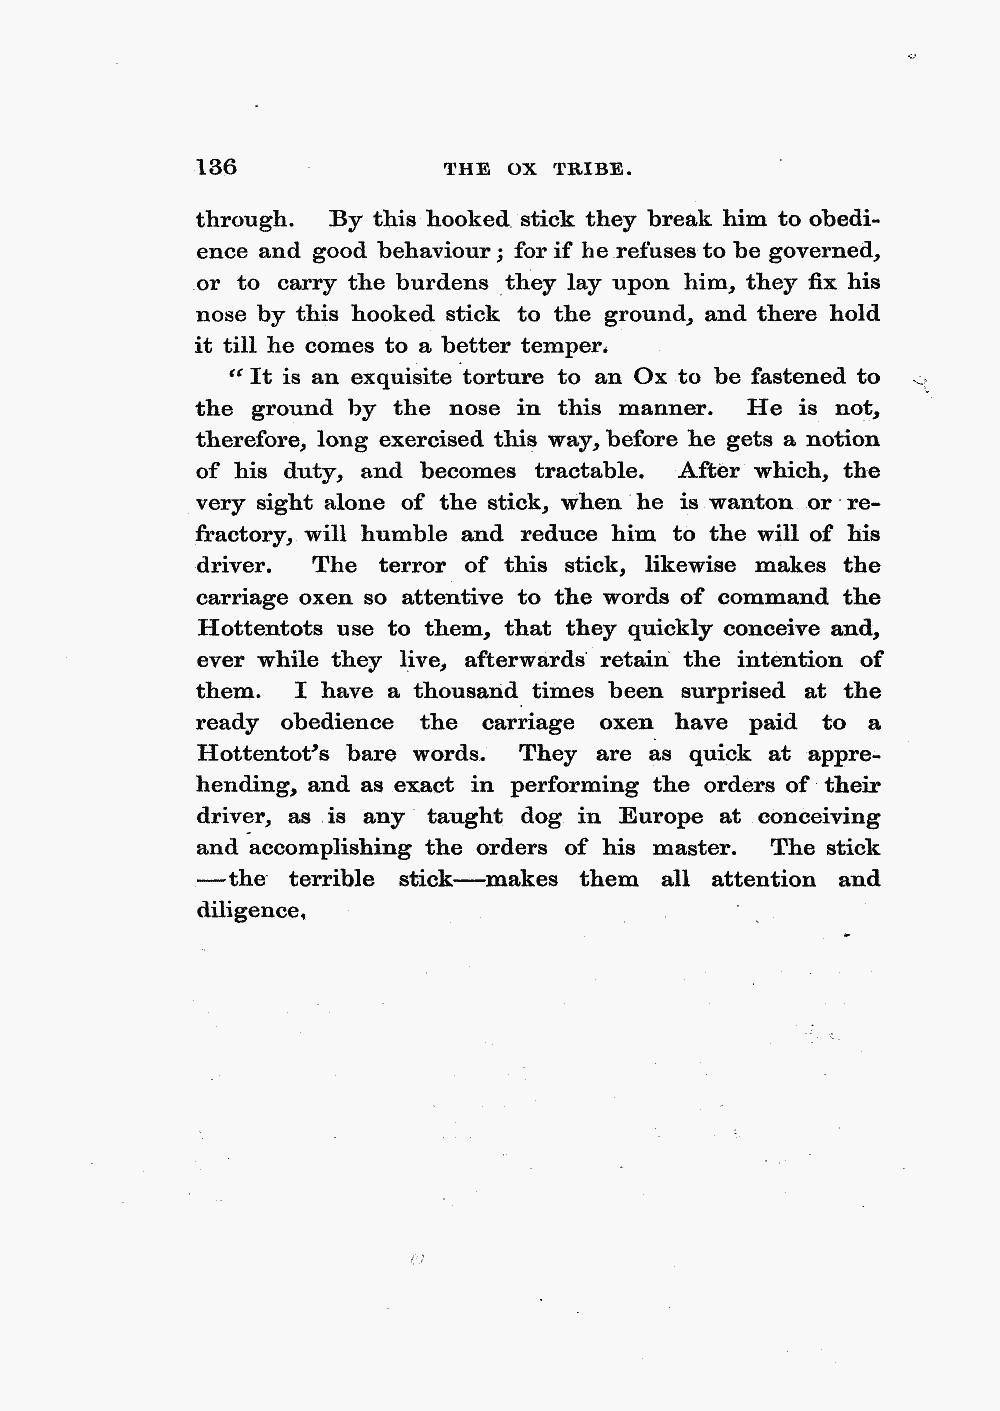 136 THE OX TRIBE.
through. By this hooked stick they break him to obedi-
ence and good behaviour; for if he refuses to be governed,
or to carry the burdens they lay upon him, they fix his
nose by this hooked stick to the ground, and there hold
it till he comes to a better temper.
“It is an exquisite torture to an Ox to be fastened to
the ground by the nose in this manner. He is not,
therefore, long exercised this way, before he gets a notion
of his duty, and becomes tractable. After which, the
very sight alone of the stick, when he is wanton or re-
fractory, will humble and reduce him to the will of his
driver. The terror of this stick, likewise makes the
carriage oxen so attentive to the words of command the
Hottentots use to them, that they quickly conceive and,
ever while they live, afterwards retain the intention of
them. I have a thousand times been surprised at the
ready obedience the carriage oxen have paid to a
Hottentot's bare words. They are as quick at appre-
hending, and as exact in performing the orders of their
driver, as is any taught dog in Europe at conceiving
and accomplishing the orders of his master. The stick
—the terrible stick—makes them all attention and
diligence,